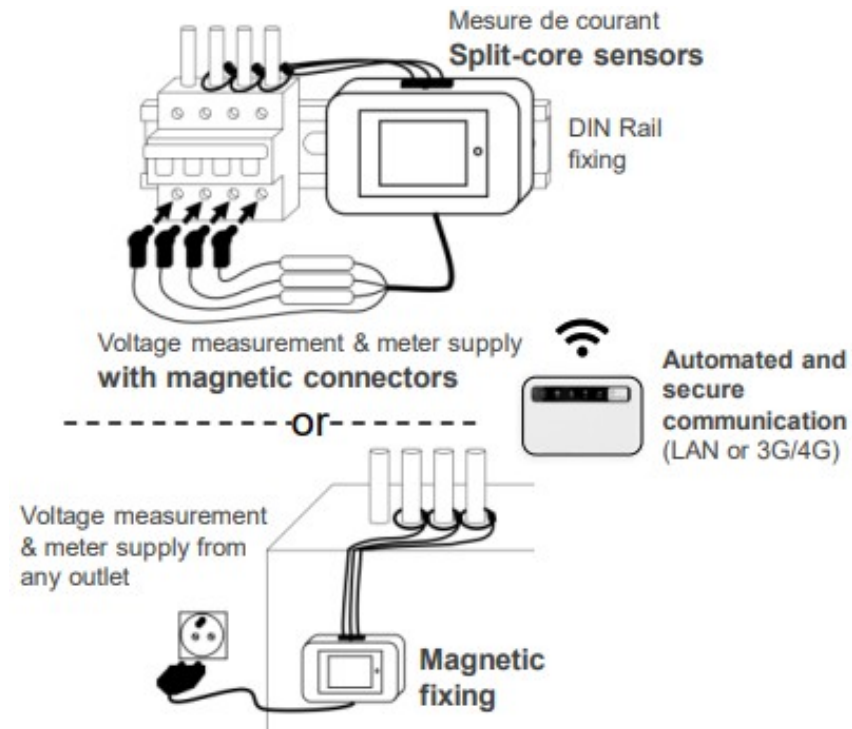 Mesure de courant
Split-core sensors
DIN Rail
fixing
Voltage measurement & meter supply
with magnetic connectors
Automated and
secure
communication
(LAN or 3G/4G)
or
Voltage measurement
& meter supply from
any outlet
Magnetic
fixing